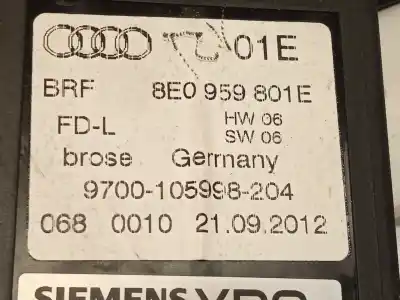 01E
BRF 8E0 959 801E
FD-L HW 06
SW 06
brose Germany
9700-105998-204
068 0010 21.09.2012
SIEMENS VDO